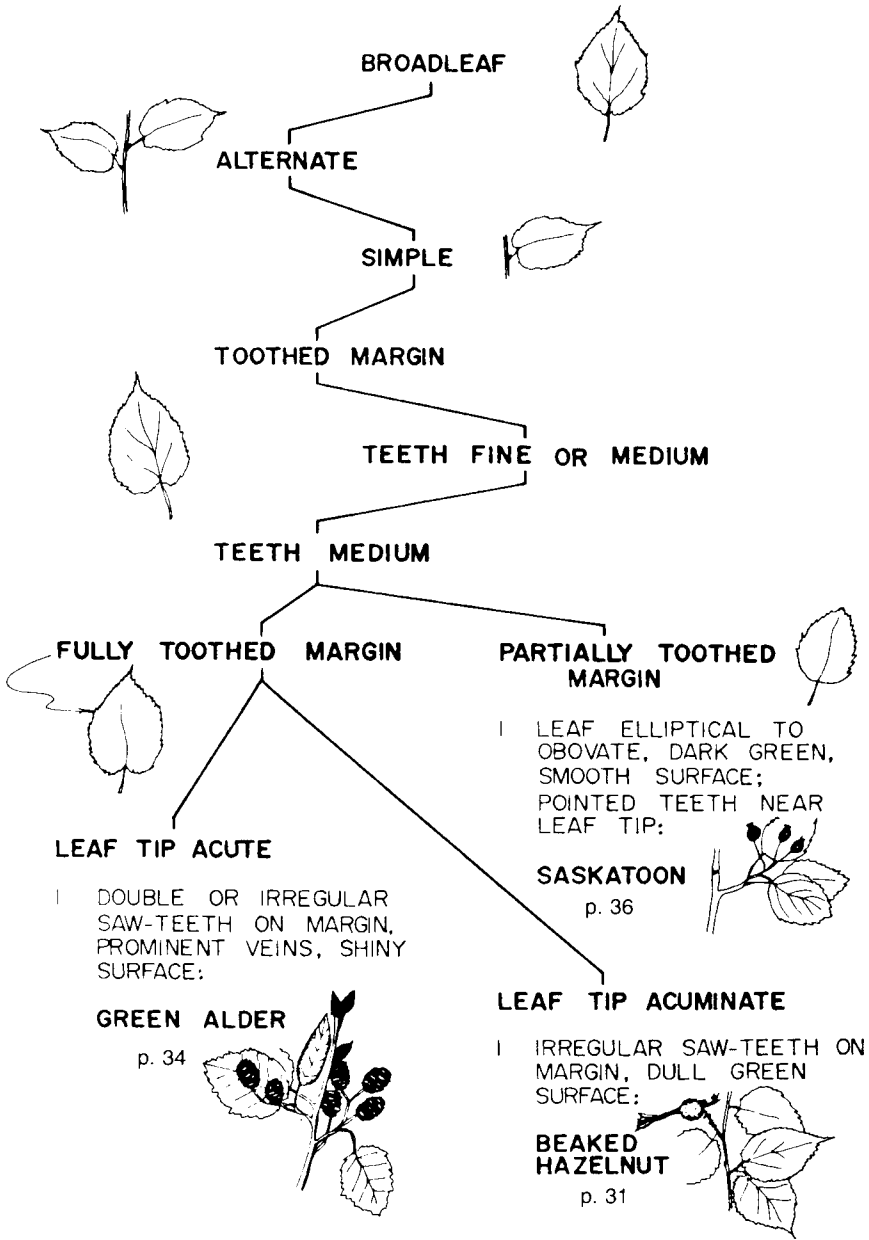 BROADLEAF
ALTERNATE
SIMPLE
TOOTHED MARGIN
TEETH FINE OR MEDIUM
TEETH MEDIUM
FULLY TOOTHED MARGIN
PARTIALLY TOOTHED
MARGIN
1 LEAF ELLIPTICAL TO
OBOVATE, DARK GREEN,
SMOOTH SURFACE;
POINTED TEETH NEAR
LEAF TIP:
SASKATOON
p. 36
LEAF TIP ACUTE
1 DOUBLE OR IRREGULAR
SAW-TEETH ON MARGIN,
PROMINENT VEINS, SHINY
SURFACE:
GREEN ALDER
p. 34
LEAF TIP ACUMINATE
1 IRREGULAR SAW-TEETH ON
MARGIN, DULL GREEN
SURFACE:
BEAKED
HAZELNUT
p. 31